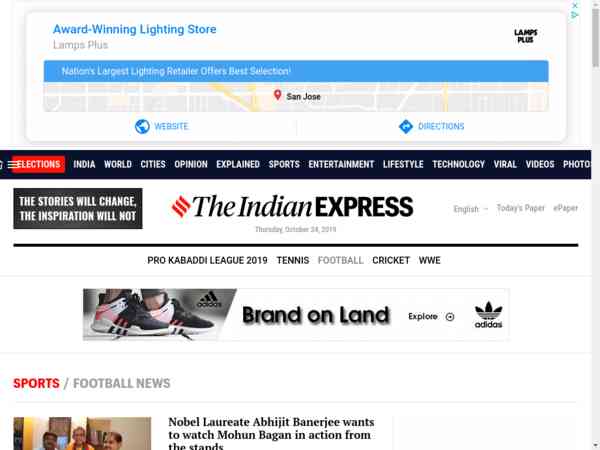 Award-Winning Lighting Store
Lamps Plus
LAMPS
PLUS
Nation's Largest Lighting Retailer Offers Best Selection!
San Jose
WEBSITE
DIRECTIONS
ELECTIONS INDIA WORLD CITIES OPINION EXPLAINED SPORTS ENTERTAINMENT LIFESTYLE TECHNOLOGY VIRAL VIDEOS PHOTOS
THE STORIES WILL CHANGE,
THE INSPIRATION WILL NOT
The Indian EXPRESS
Thursday, October 24, 2019
English
Today's Paper
ePaper
PRO KABADDI LEAGUE 2019 TENNIS FOOTBALL CRICKET WWE
adidas
Brand on Land
Explore
adidas
SPORTS / FOOTBALL NEWS
Nobel Laureate Abhijit Banerjee wants
to watch Mohun Bagan in action from
the stands